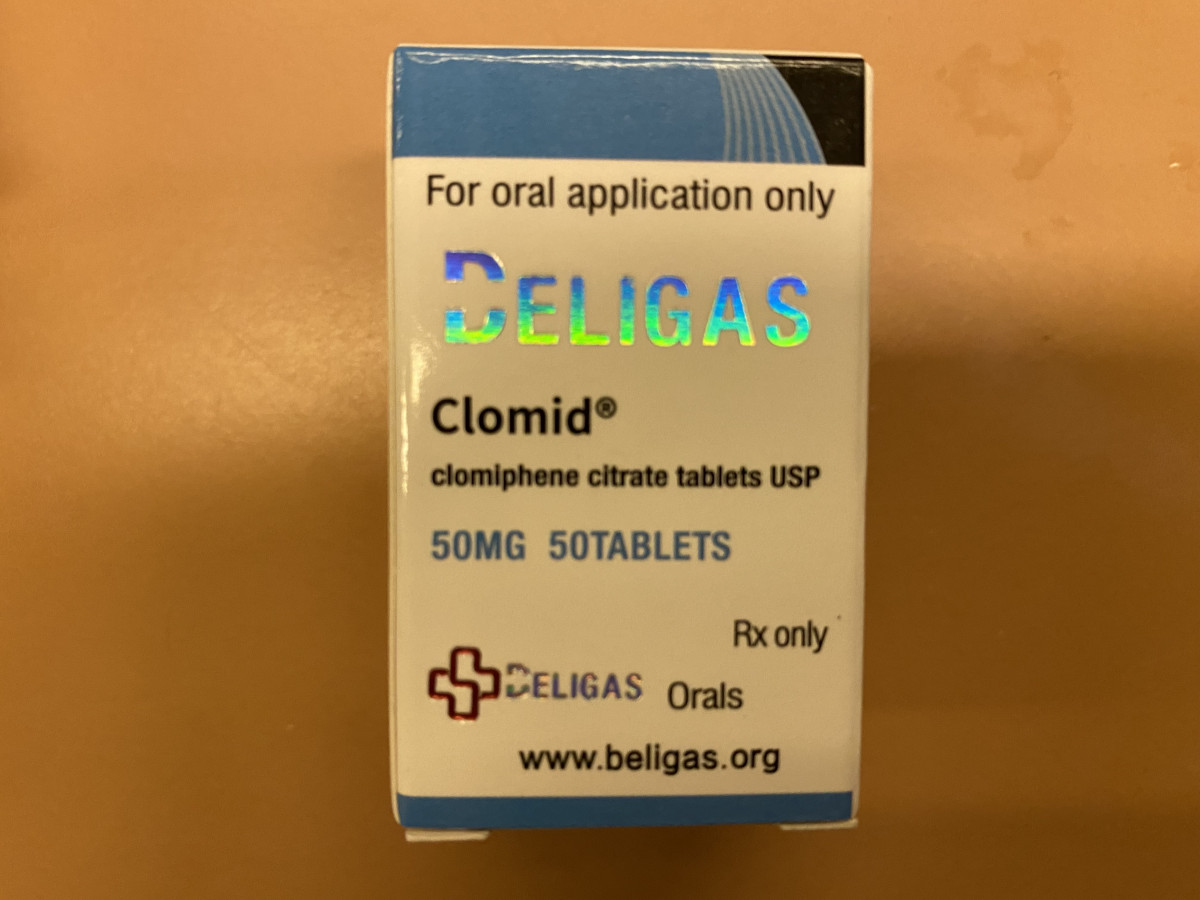 For oral application only
BELIGAS
Clomid®
clomiphene citrate tablets USP
50MG 50TABLETS
Rx only
BELIGAS Orals
www.beligas.org